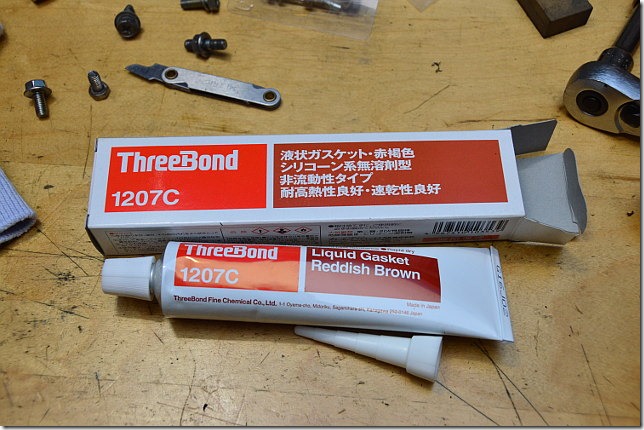 ThreeBond
1207C
液状ガスケット・赤褐色
シリコーン系無溶剤型
非流動性タイプ
耐高熱性良好・速乾性良好
ThreeBond
1207C
Liquid Gasket
Reddish Brown
Made in Japan
ThreeBond Fine Chemical Co., Ltd.